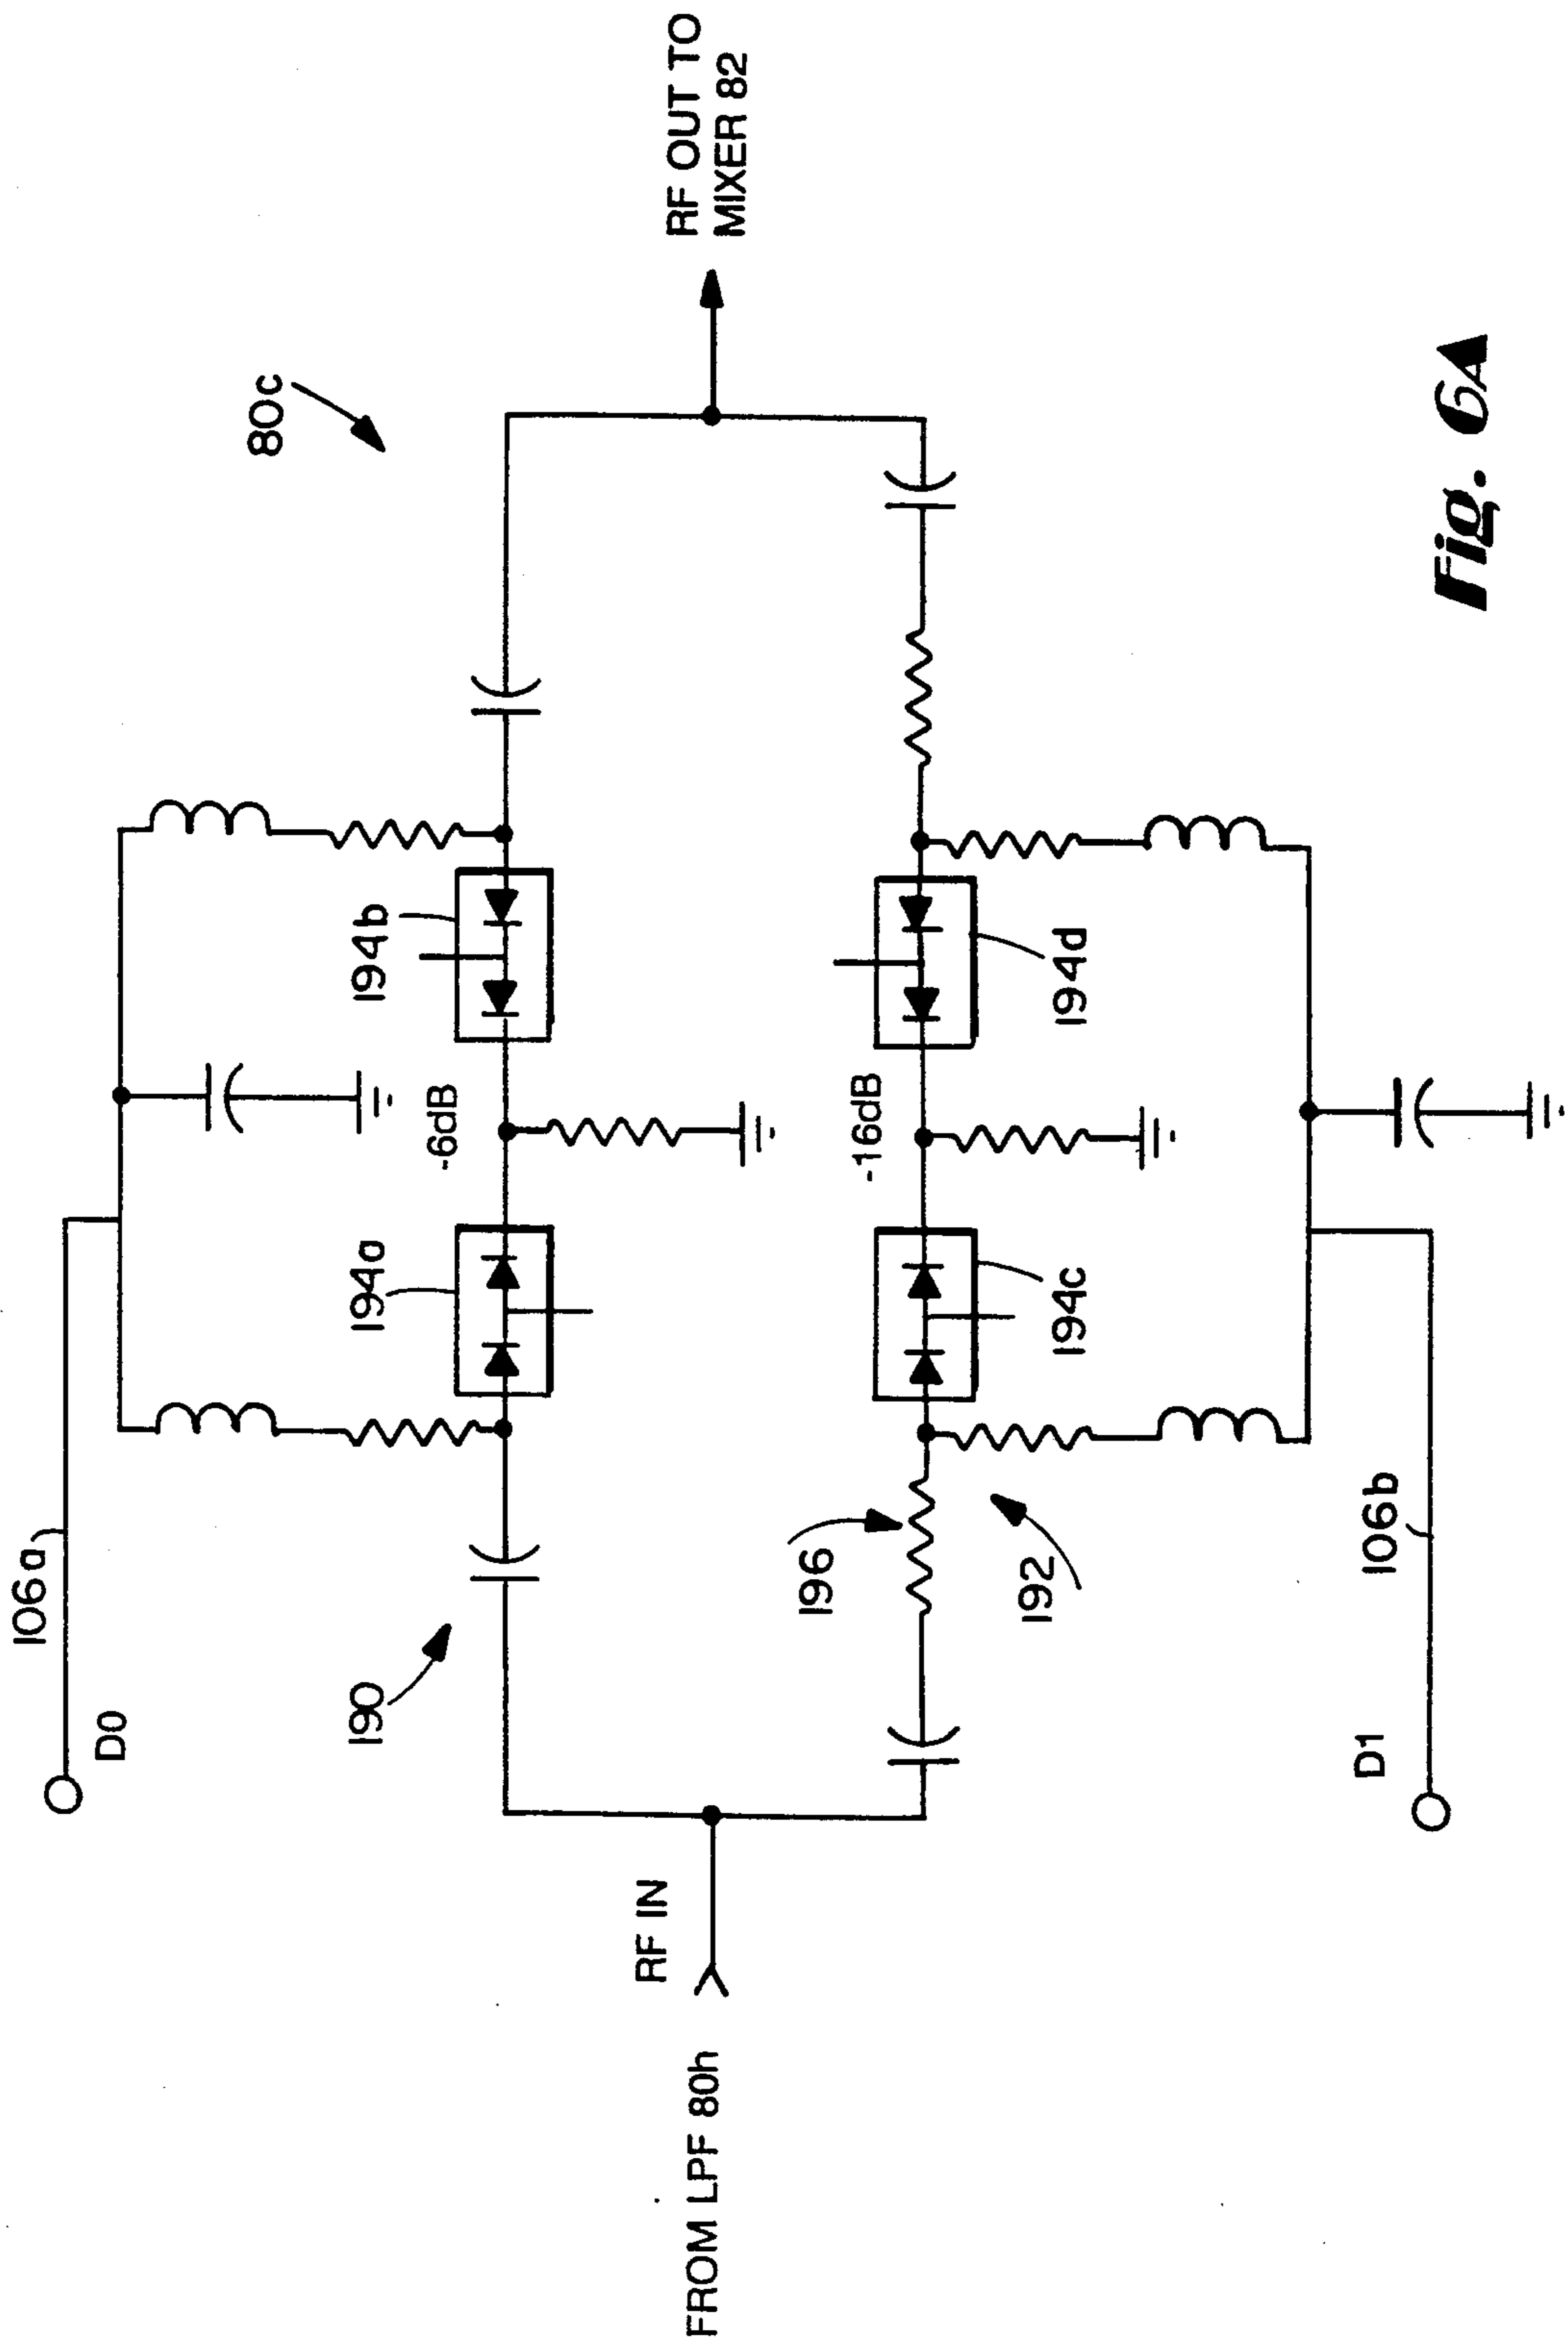 106a
D0
80c
194a
194b
190
-6dB
RF IN
FROM LPF 80h
RF OUT TO
MIXER 82
196
-16dB
192
194c
194d
D1
106b
Fig. 6A